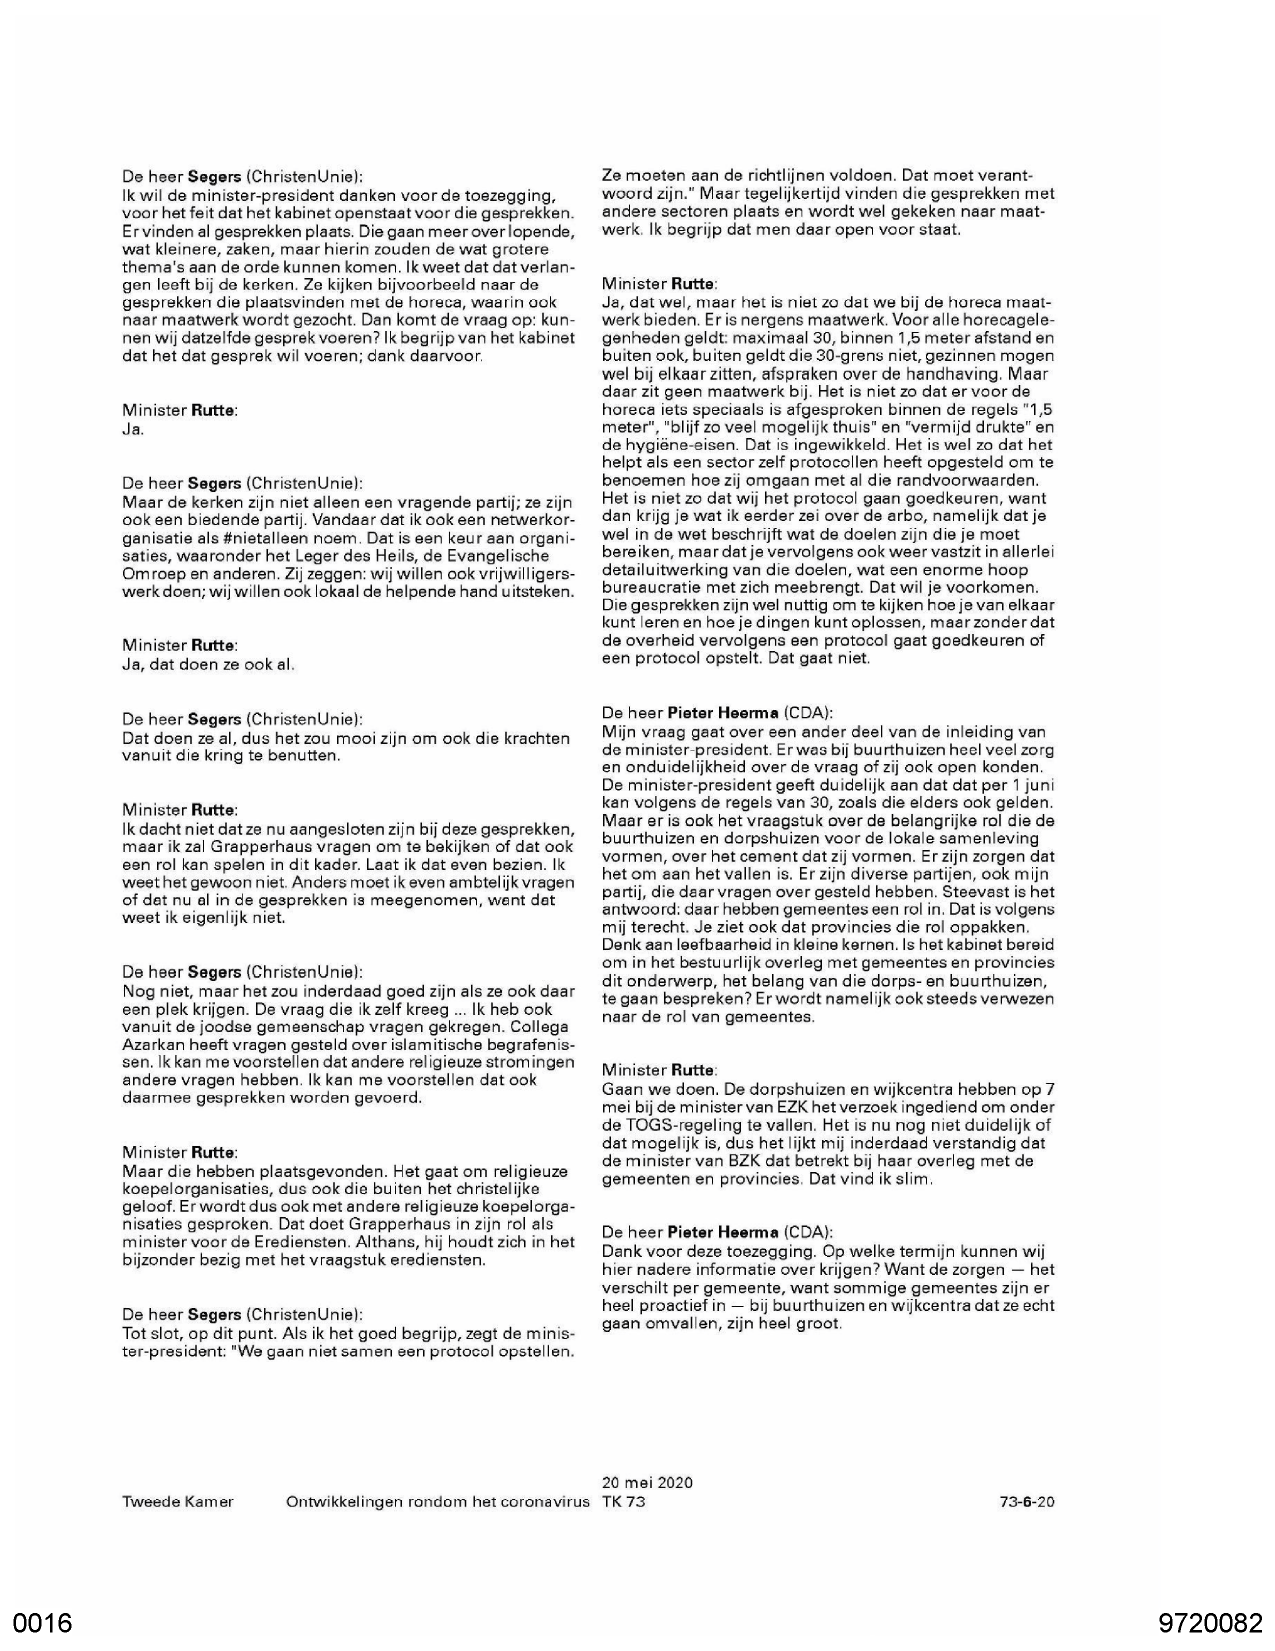 De heer Segers (ChristenUnie):
Ik wil de minister-president danken voor de toezegging,
voor het feit dat het kabinet openstaat voor die gesprekken.
Er vinden al gesprekken plaats. Die gaan meer over lopende,
wat kleinere, zaken, maar hierin zouden de wat grotere
thema's aan de orde kunnen komen. Ik weet dat dat verlan-
gen leeft bij de kerken. Ze kijken bijvoorbeeld naar de
gesprekken die plaatsvinden met de horeca, waarin ook
naar maatwerk wordt gezocht. Dan komt de vraag op: kun-
nen wij datzelfde gesprek voeren? Ik begrijp van het kabinet
dat het dat gesprek wil voeren; dank daarvoor.
Minister Rutte:
Ja.
De heer Segers (ChristenUnie):
Maar de kerken zijn niet alleen een vragende partij; ze zijn
ook een biedende partij. Vandaar dat ik ook een netwerkor-
ganisatie als #nietalleen noem. Dat is een keur aan organi-
saties, waaronder het Leger des Heils, de Evangelische
Omroep en anderen. Zij zeggen: wij willen ook vrijwilligers-
werk doen; wij willen ook lokaal de helpende hand uitsteken.
Minister Rutte:
Ja, dat doen ze ook al.
De heer Segers (ChristenUnie):
Dat doen ze al, dus het zou mooi zijn om ook die krachten
vanuit die kring te benutten.
Minister Rutte:
Ik dacht niet dat ze nu aangesloten zijn bij deze gesprekken,
maar ik zal Grapperhaus vragen om te bekijken of dat ook
een rol kan spelen in dit kader. Laat ik dat even bezien. Ik
weet het gewoon niet. Anders moet ik even ambtelijk vragen
of dat nu al in de gesprekken is meegenomen, want dat
weet ik eigenlijk niet.
De heer Segers (ChristenUnie):
Nog niet, maar het zou inderdaad goed zijn als ze ook daar
een plek krijgen. De vraag die ik zelf kreeg ... Ik heb ook
vanuit de joodse gemeenschap vragen gekregen. Collega
Azarkan heeft vragen gesteld over islamitische begrafenis-
sen. Ik kan me voorstellen dat andere religieuze stromingen
andere vragen hebben. Ik kan me voorstellen dat ook
daarmee gesprekken worden gevoerd.
Minister Rutte:
Maar die hebben plaatsgevonden. Het gaat om religieuze
koepelorganisaties, dus ook die buiten het christelijke
geloof. Er wordt dus ook met andere religieuze koepelorga-
nisaties gesproken. Dat doet Grapperhaus in zijn rol als
minister voor de Erediensten. Althans, hij houdt zich in het
bijzonder bezig met het vraagstuk erediensten.
De heer Segers (ChristenUnie):
Tot slot, op dit punt. Als ik het goed begrijp, zegt de minis-
ter-president: "We gaan niet samen een protocol opstellen.
Ze moeten aan de richtlijnen voldoen. Dat moet verant-
woord zijn." Maar tegelijkertijd vinden die gesprekken met
andere sectoren plaats en wordt wel gekeken naar maat-
werk. Ik begrijp dat men daar open voor staat.
Minister Rutte:
Ja, dat wel, maar het is niet zo dat we bij de horeca maat-
werk bieden. Er is nergens maatwerk. Voor alle horecagele-
genheden geldt: maximaal 30, binnen 1,5 meter afstand en
buiten ook, buiten geldt die 30-grens niet, gezinnen mogen
wel bij elkaar zitten, afspraken over de handhaving. Maar
daar zit geen maatwerk bij. Het is niet zo dat er voor de
horeca iets speciaals is afgesproken binnen de regels "1,5
meter", "blijf zo veel mogelijk thuis" en "vermijd drukte" en
de hygiëne-eisen. Dat is ingewikkeld. Het is wel zo dat het
helpt als een sector zelf protocollen heeft opgesteld om te
benoemen hoe zij omgaan met al die randvoorwaarden.
Het is niet zo dat wij het protocol gaan goedkeuren, want
dan krijg je wat ik eerder zei over de arbo, namelijk dat je
wel in de wet beschrijft wat de doelen zijn die je moet
bereiken, maar dat je vervolgens ook weer vastzit in allerlei
detailuitwerking van die doelen, wat een enorme hoop
bureaucratie met zich meebrengt. Dat wil je voorkomen.
Die gesprekken zijn wel nuttig om te kijken hoe je van elkaar
kunt leren en hoe je dingen kunt oplossen, maar zonder dat
de overheid vervolgens een protocol gaat goedkeuren of
een protocol opstelt. Dat gaat niet.
De heer Pieter Heerma (CDA):
Mijn vraag gaat over een ander deel van de inleiding van
de minister-president. Er was bij buurthuizen heel veel zorg
en onduidelijkheid over de vraag of zij ook open konden.
De minister-president geeft duidelijk aan dat dat per 1 juni
kan volgens de regels van 30, zoals die elders ook gelden.
Maar er is ook het vraagstuk over de belangrijke rol die de
buurthuizen en dorpshuizen voor de lokale samenleving
vormen, over het cement dat zij vormen. Er zijn zorgen dat
het om aan het vallen is. Er zijn diverse partijen, ook mijn
partij, die daar vragen over gesteld hebben. Steevast is het
antwoord: daar hebben gemeentes een rol in. Dat is volgens
mij terecht. Je ziet ook dat provincies die rol oppakken.
Denk aan leefbaarheid in kleine kernen. Is het kabinet bereid
om in het bestuurlijk overleg met gemeentes en provincies
dit onderwerp, het belang van die dorps- en buurthuizen,
te gaan bespreken? Er wordt namelijk ook steeds verwezen
naar de rol van gemeentes.
Minister Rutte:
Gaan we doen. De dorpshuizen en wijkcentra hebben op 7
mei bij de minister van EZK het verzoek ingediend om onder
de TOGS-regeling te vallen. Het is nu nog niet duidelijk of
dat mogelijk is, dus het lijkt mij inderdaad verstandig dat
de minister van BZK dat betrekt bij haar overleg met de
gemeenten en provincies. Dat vind ik slim.
De heer Pieter Heerma (CDA):
Dank voor deze toezegging. Op welke termijn kunnen wij
hier nadere informatie over krijgen? Want de zorgen — het
verschilt per gemeente, want sommige gemeentes zijn er
heel proactief in — bij buurthuizen en wijkcentra dat ze echt
gaan omvallen, zijn heel groot.
20 mei 2020
Tweede Kamer Ontwikkelingen rondom het coronavirus TK 73 73-6-20
0016 9720082